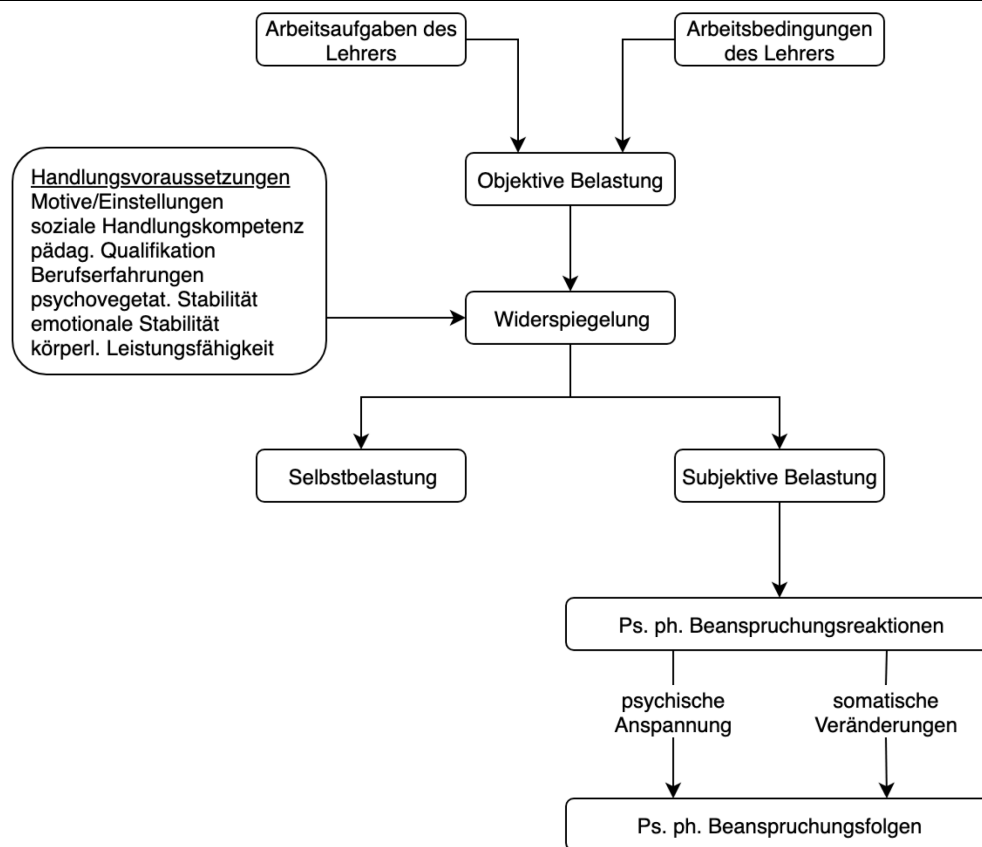 Arbeitsaufgaben des
Lehrers
Arbeitsbedingungen
des Lehrers
Objektive Belastung
Handlungsvoraussetzungen
Motive/Einstellungen
soziale Handlungskompetenz
pädag. Qualifikation
Berufserfahrungen
psychovegetat. Stabilität
emotionale Stabilität
körperl. Leistungsfähigkeit
Widerspiegelung
Selbstbelastung
Subjektive Belastung
Ps. ph. Beanspruchungsreaktionen
psychische
Anspannung
somatische
Veränderungen
Ps. ph. Beanspruchungsfolgen